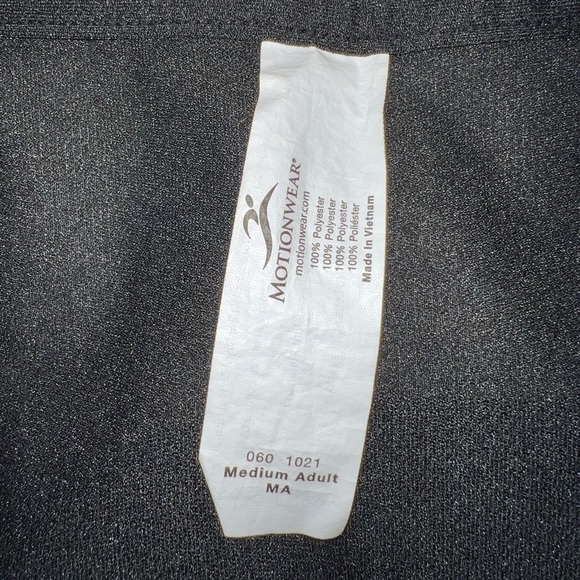 MOTIONWEAR®
motionwear.com
100% Polyester
100% Polyester
100% Polyester
100% Poliéster
Made In Vietnam
060 1021
Medium Adult
MA